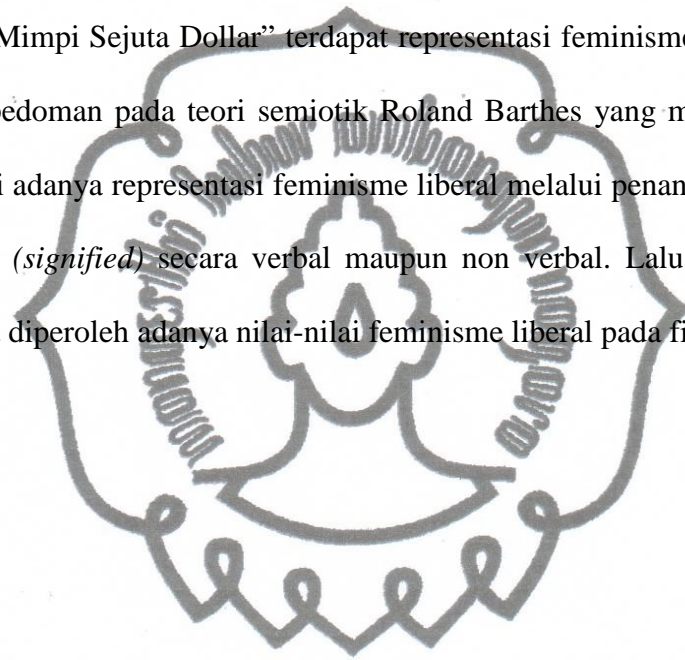 Mimpi Sejuta Dollar” terdapat representasi feminisme
pedoman pada teori semiotik Roland Barthes yang m
i adanya representasi feminisme liberal melalui penan
(signified) secara verbal maupun non verbal. Lalu
diperoleh adanya nilai-nilai feminisme liberal pada fi